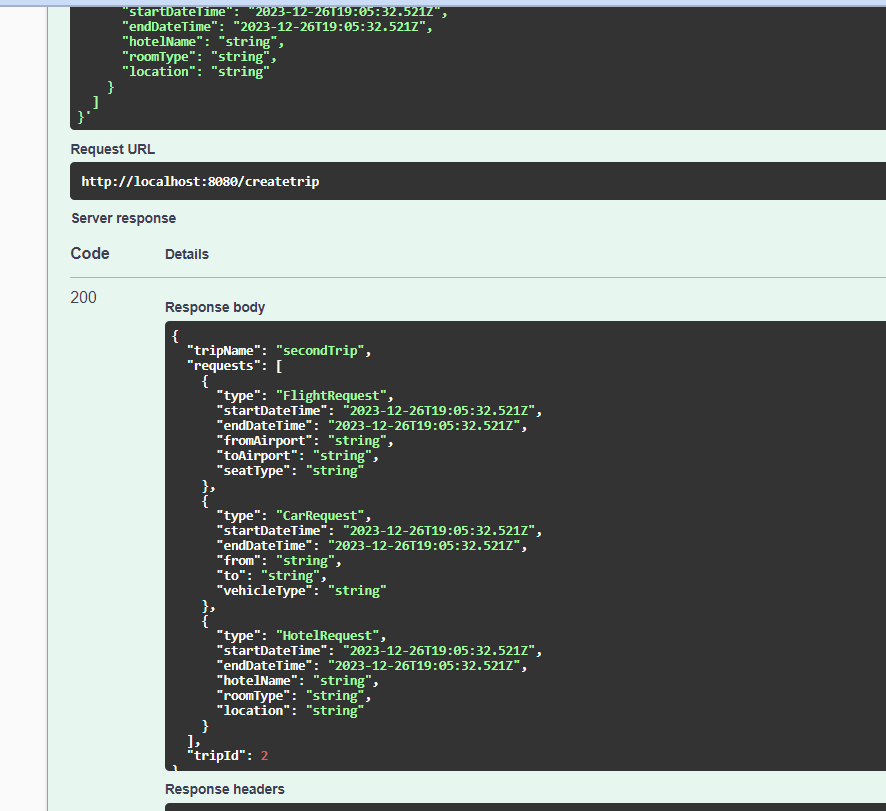 "startDateTime": "2023-12-26T19:05:32.521Z",
"endDateTime": "2023-12-26T19:05:32.521Z",
"hotelName": "string",
"roomType": "string",
"location": "string"
}
]
}'
Request URL
http://localhost:8080/createtrip
Server response
Code Details
200
Response body
{
"tripName": "secondTrip",
"requests": [
{
"type": "FlightRequest",
"startDateTime": "2023-12-26T19:05:32.521Z",
"endDateTime": "2023-12-26T19:05:32.521Z",
"fromAirport": "string",
"toAirport": "string",
"seatType": "string"
},
{
"type": "CarRequest",
"startDateTime": "2023-12-26T19:05:32.521Z",
"endDateTime": "2023-12-26T19:05:32.521Z",
"from": "string",
"to": "string",
"vehicleType": "string"
},
{
"type": "HotelRequest",
"startDateTime": "2023-12-26T19:05:32.521Z",
"endDateTime": "2023-12-26T19:05:32.521Z",
"hotelName": "string",
"roomType": "string",
"location": "string"
}
],
"tripId": 2
}
Response headers